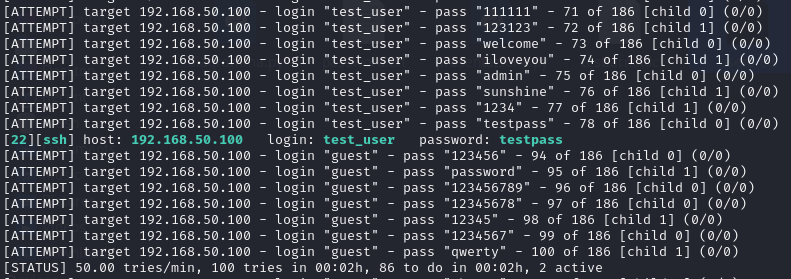 [ATTEMPT] target 192.168.50.100 - login "test_user" - pass "111111" - 71 of 186 [child 0] (0/0)
[ATTEMPT] target 192.168.50.100 - login "test_user" - pass "123123" - 72 of 186 [child 1] (0/0)
[ATTEMPT] target 192.168.50.100 - login "test_user" - pass "welcome" - 73 of 186 [child 0] (0/0)
[ATTEMPT] target 192.168.50.100 - login "test_user" - pass "iloveyou" - 74 of 186 [child 1] (0/0)
[ATTEMPT] target 192.168.50.100 - login "test_user" - pass "admin" - 75 of 186 [child 0] (0/0)
[ATTEMPT] target 192.168.50.100 - login "test_user" - pass "sunshine" - 76 of 186 [child 1] (0/0)
[ATTEMPT] target 192.168.50.100 - login "test_user" - pass "1234" - 77 of 186 [child 1] (0/0)
[ATTEMPT] target 192.168.50.100 - login "test_user" - pass "testpass" - 78 of 186 [child 0] (0/0)
[22][ssh] host: 192.168.50.100   login: test_user   password: testpass
[ATTEMPT] target 192.168.50.100 - login "guest" - pass "123456" - 94 of 186 [child 0] (0/0)
[ATTEMPT] target 192.168.50.100 - login "guest" - pass "password" - 95 of 186 [child 1] (0/0)
[ATTEMPT] target 192.168.50.100 - login "guest" - pass "123456789" - 96 of 186 [child 0] (0/0)
[ATTEMPT] target 192.168.50.100 - login "guest" - pass "12345678" - 97 of 186 [child 0] (0/0)
[ATTEMPT] target 192.168.50.100 - login "guest" - pass "12345" - 98 of 186 [child 1] (0/0)
[ATTEMPT] target 192.168.50.100 - login "guest" - pass "1234567" - 99 of 186 [child 0] (0/0)
[ATTEMPT] target 192.168.50.100 - login "guest" - pass "qwerty" - 100 of 186 [child 1] (0/0)
[STATUS] 50.00 tries/min, 100 tries in 00:02h, 86 to do in 00:02h, 2 active